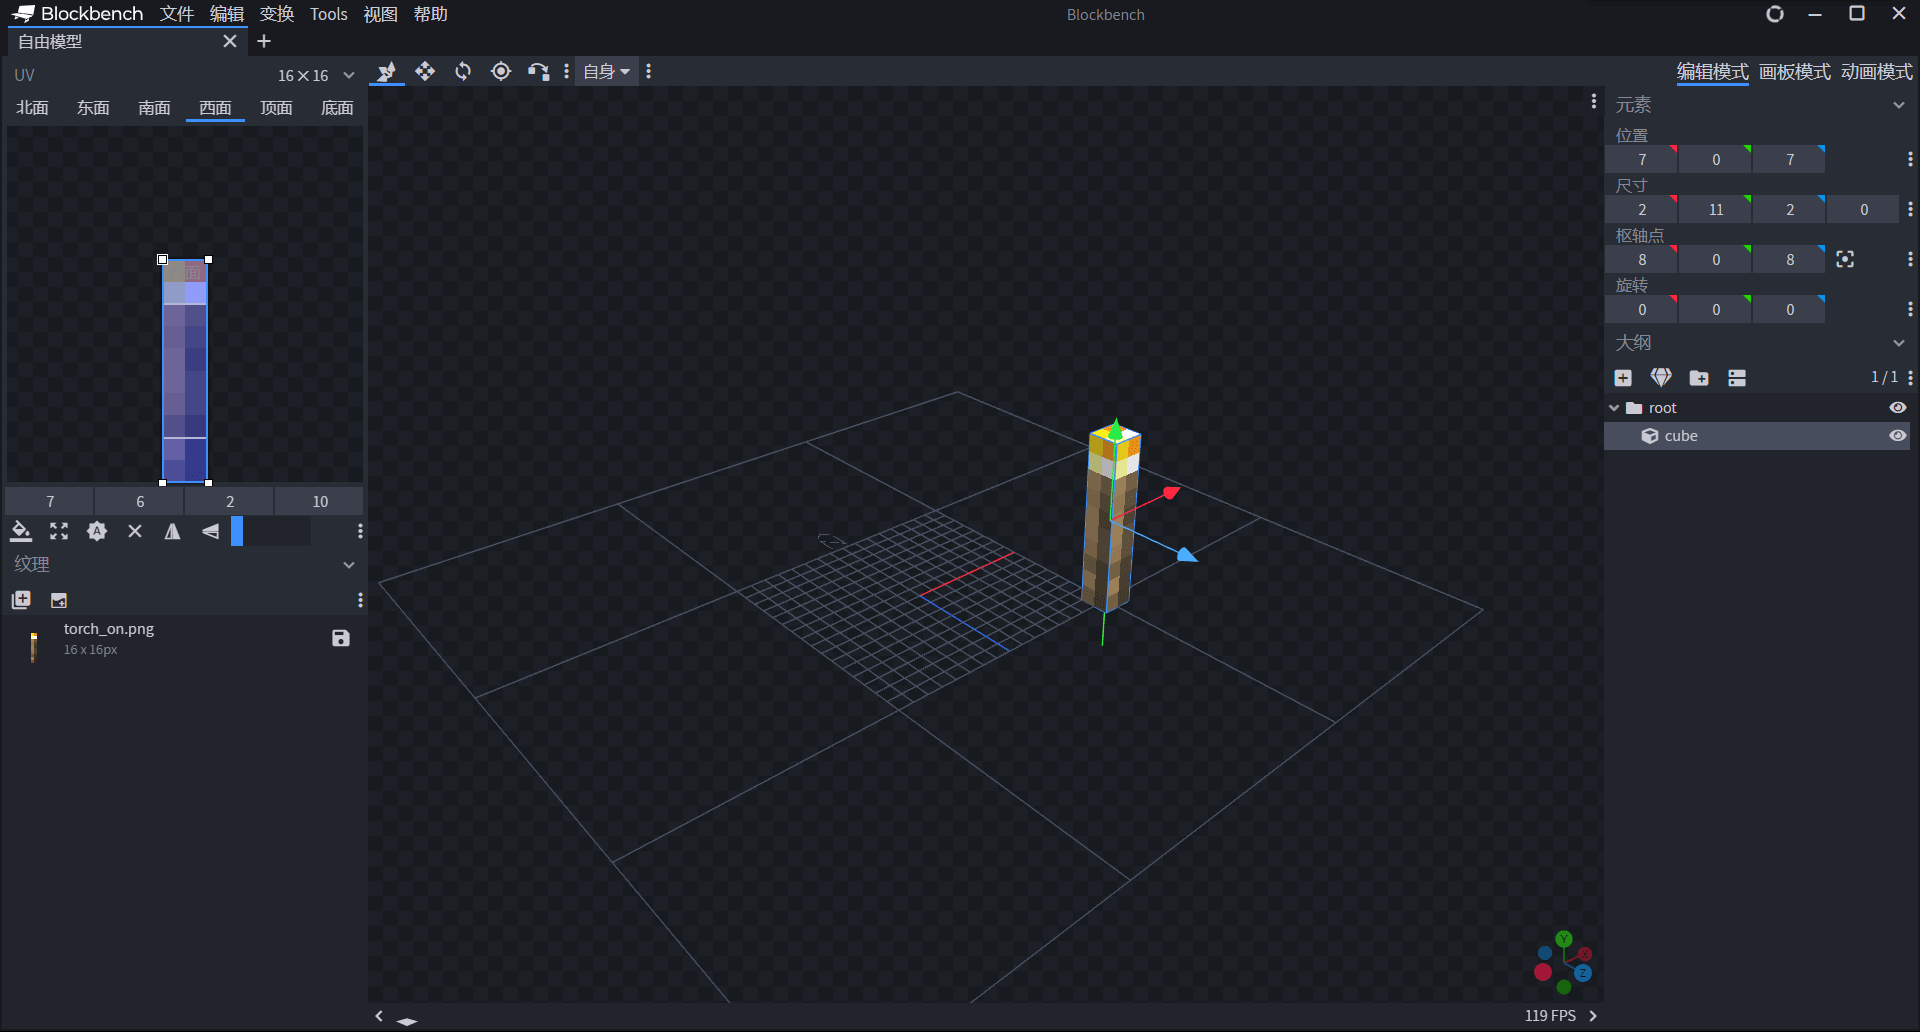 Blockbench 文件 编辑 变换 Tools 视图 帮助
Blockbench
自由模型
UV 16×16
自身
编辑模式 画板模式 动画模式
北面 东面 南面 西面 顶面 底面
面
7 6 2 10
A
纹理
torch_on.png
16 x 16px
元素
位置
7 0 7
尺寸
2 11 2 0
枢轴点
8 0 8
旋转
0 0 0
大纲
1 / 1
root
cube
Y
X
Z
119 FPS